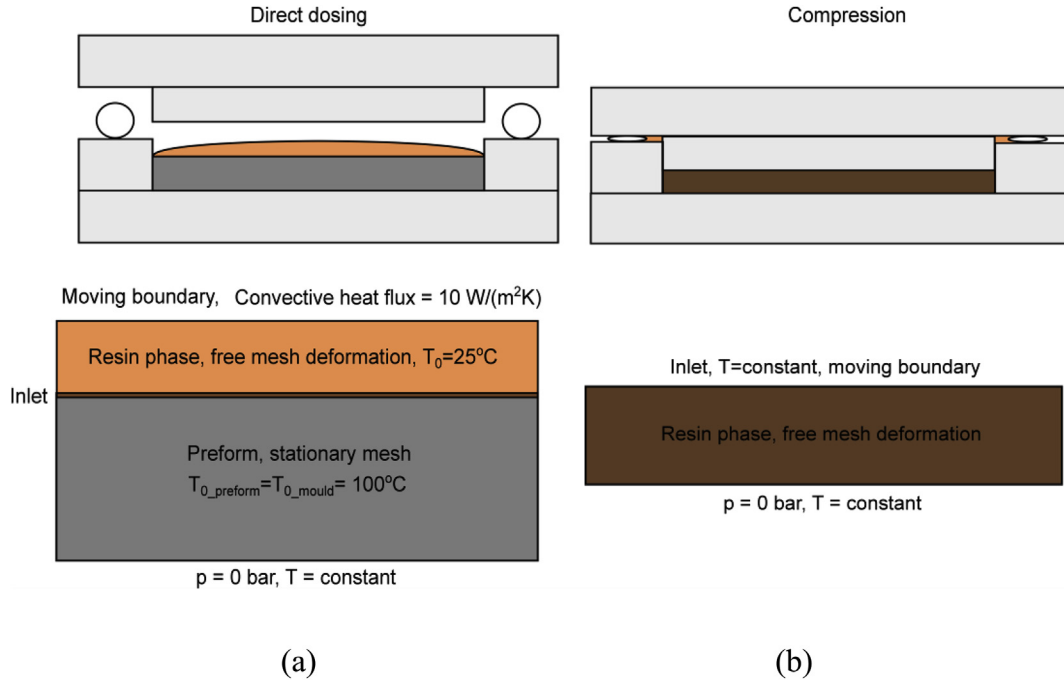 Direct dosing
Compression
Moving boundary, Convective heat flux = 10 W/(m²K)
Resin phase, free mesh deformation, T₀=25ºC
Inlet
Preform, stationary mesh
T₀_preform=T₀_mould= 100ºC
p = 0 bar, T = constant
Inlet, T=constant, moving boundary
Resin phase, free mesh deformation
p = 0 bar, T = constant
(a)
(b)